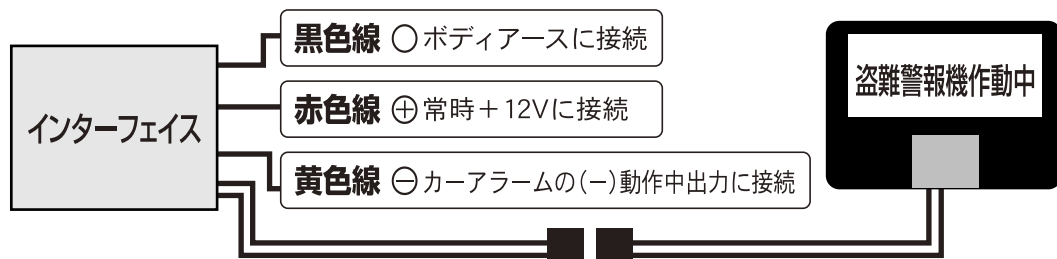 黒色線 ○ボディアースに接続
赤色線 ⊕常時＋12Vに接続
黄色線 ⊖カーアラームの(−)動作中出力に接続
インターフェイス
盗難警報機作動中